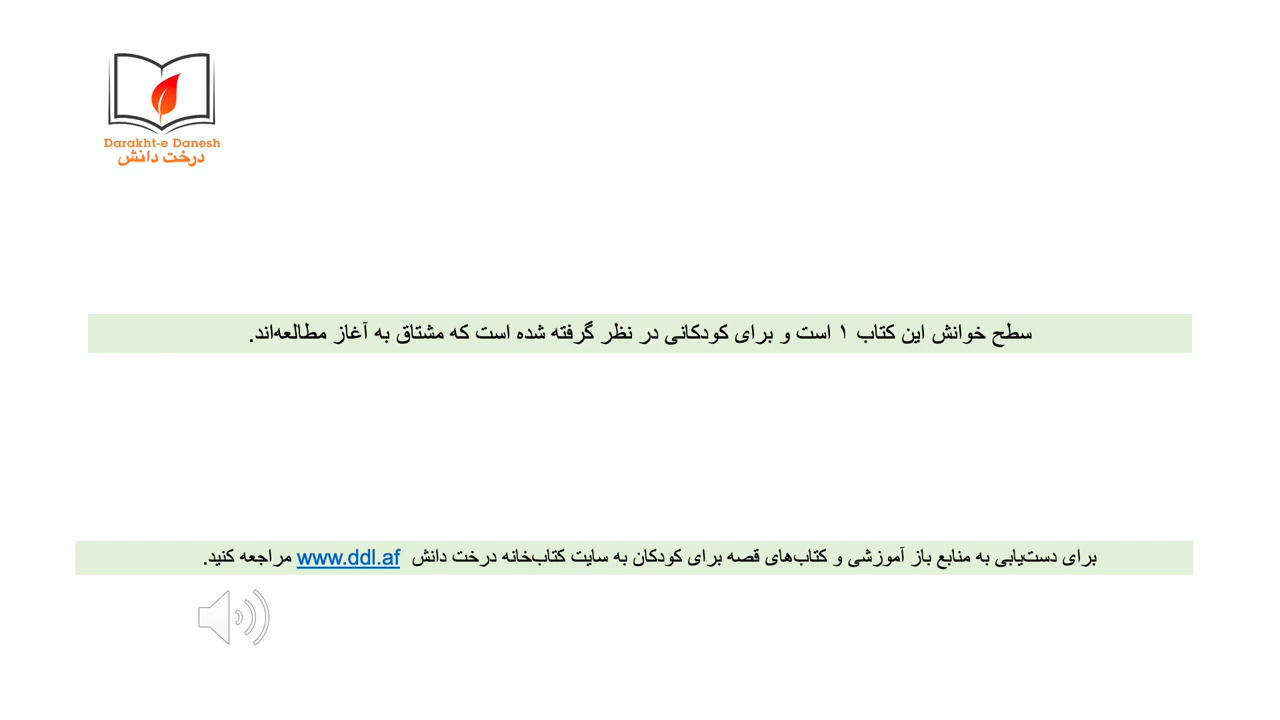 Darakht-e Danesh
درخت دانش
سطح خوانش این کتاب ۱ است و برای کودکانی در نظر گرفته شده است که مشتاق به آغاز مطالعه‌اند.
برای دست‌یابی به منابع باز آموزشی و کتاب‌های قصه برای کودکان به سایت کتاب‌خانه درخت دانش www.ddl.af مراجعه کنید.